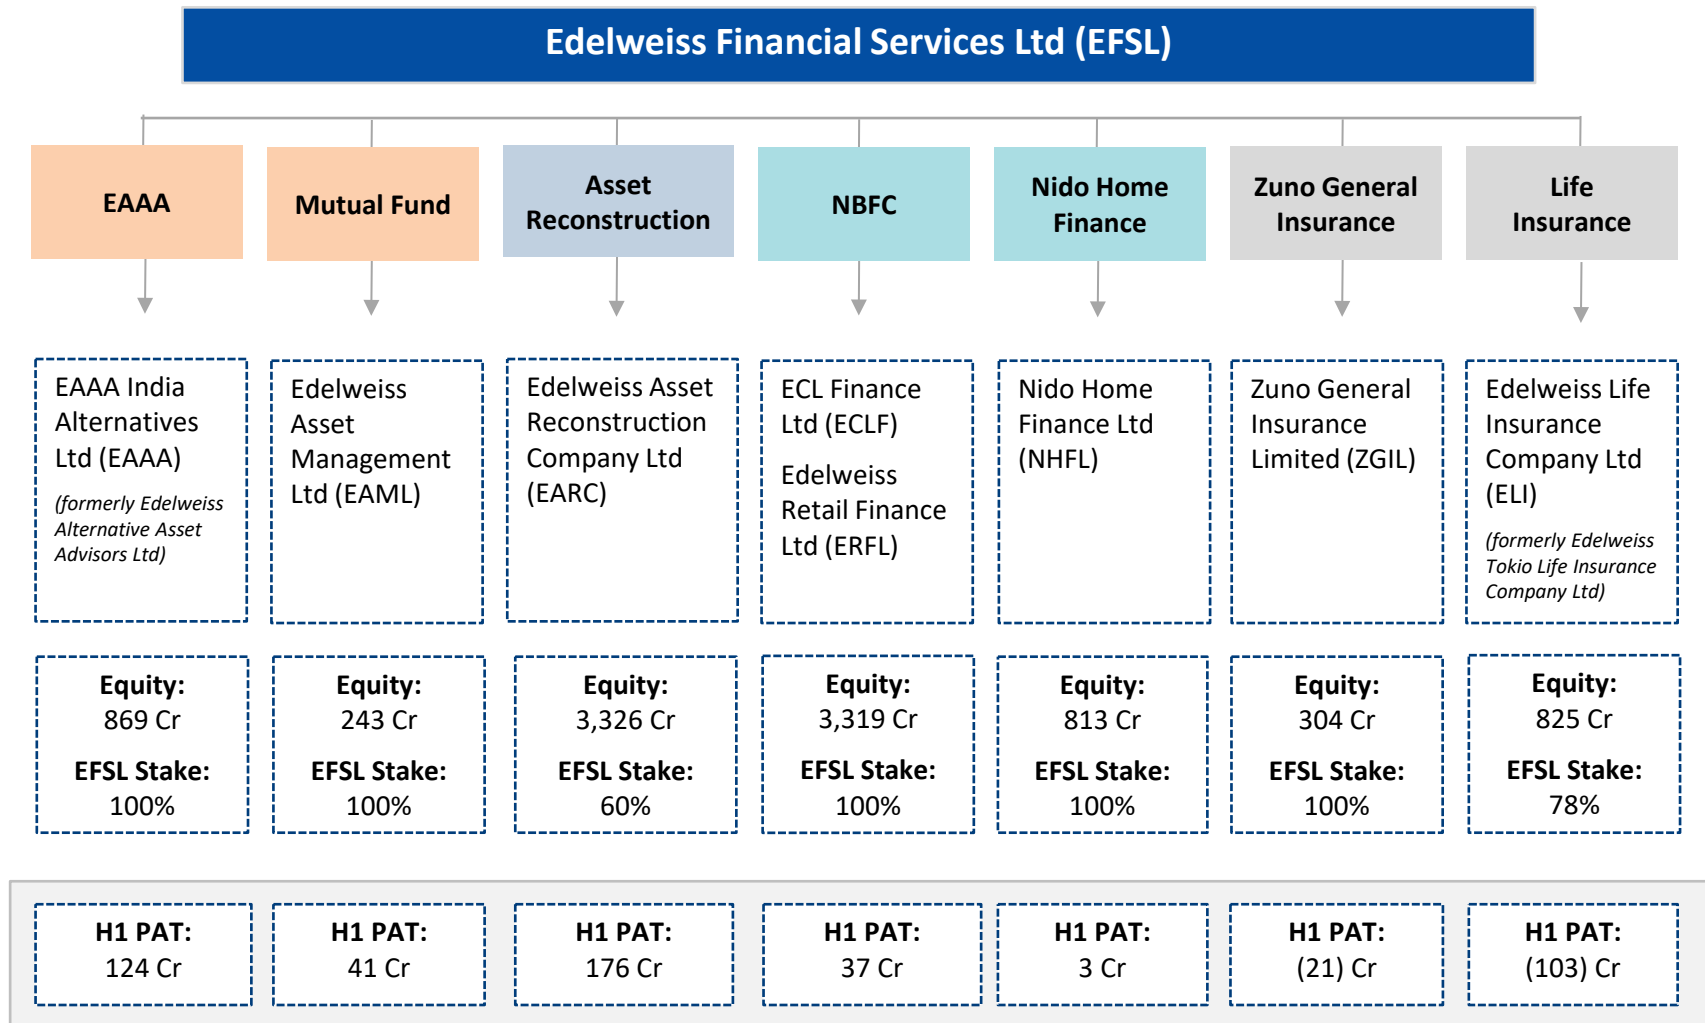 Edelweiss Financial Services Ltd (EFSL)
EAAA
Mutual Fund
Asset
Reconstruction
NBFC
Nido Home
Finance
Zuno General
Insurance
Life
Insurance
EAAA India
Alternatives
Ltd (EAAA)
(formerly Edelweiss
Alternative Asset
Advisors Ltd)
Edelweiss
Asset
Management
Ltd (EAML)
Edelweiss Asset
Reconstruction
Company Ltd
(EARC)
ECL Finance
Ltd (ECLF)
Edelweiss
Retail Finance
Ltd (ERFL)
Nido Home
Finance Ltd
(NHFL)
Zuno General
Insurance
Limited (ZGIL)
Edelweiss Life
Insurance
Company Ltd
(ELI)
(formerly Edelweiss
Tokio Life Insurance
Company Ltd)
Equity:
869 Cr
EFSL Stake:
100%
Equity:
243 Cr
EFSL Stake:
100%
Equity:
3,326 Cr
EFSL Stake:
60%
Equity:
3,319 Cr
EFSL Stake:
100%
Equity:
813 Cr
EFSL Stake:
100%
Equity:
304 Cr
EFSL Stake:
100%
Equity:
825 Cr
EFSL Stake:
78%
H1 PAT:
124 Cr
H1 PAT:
41 Cr
H1 PAT:
176 Cr
H1 PAT:
37 Cr
H1 PAT:
3 Cr
H1 PAT:
(21) Cr
H1 PAT:
(103) Cr